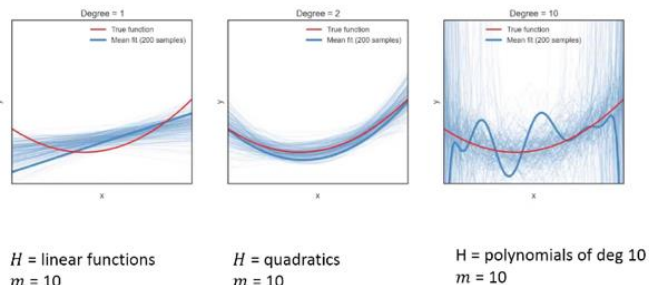 Degree = 1
True function
Mean fit (200 samples)
y
x
Degree = 2
True function
Mean fit (200 samples)
y
x
Degree = 10
True function
Mean fit (200 samples)
y
x
H = linear functions
m = 10
H = quadratics
m = 10
H = polynomials of deg 10
m = 10